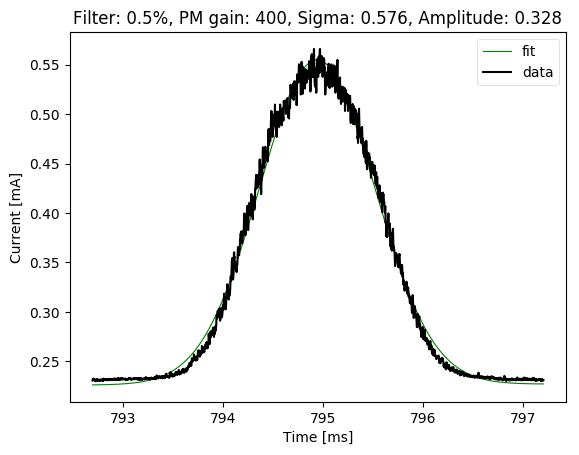 Filter: 0.5%, PM gain: 400, Sigma: 0.576, Amplitude: 0.328
fit
data
0.55
0.50
0.45
0.40
0.35
0.30
0.25
Current [mA]
793 794 795 796 797
Time [ms]